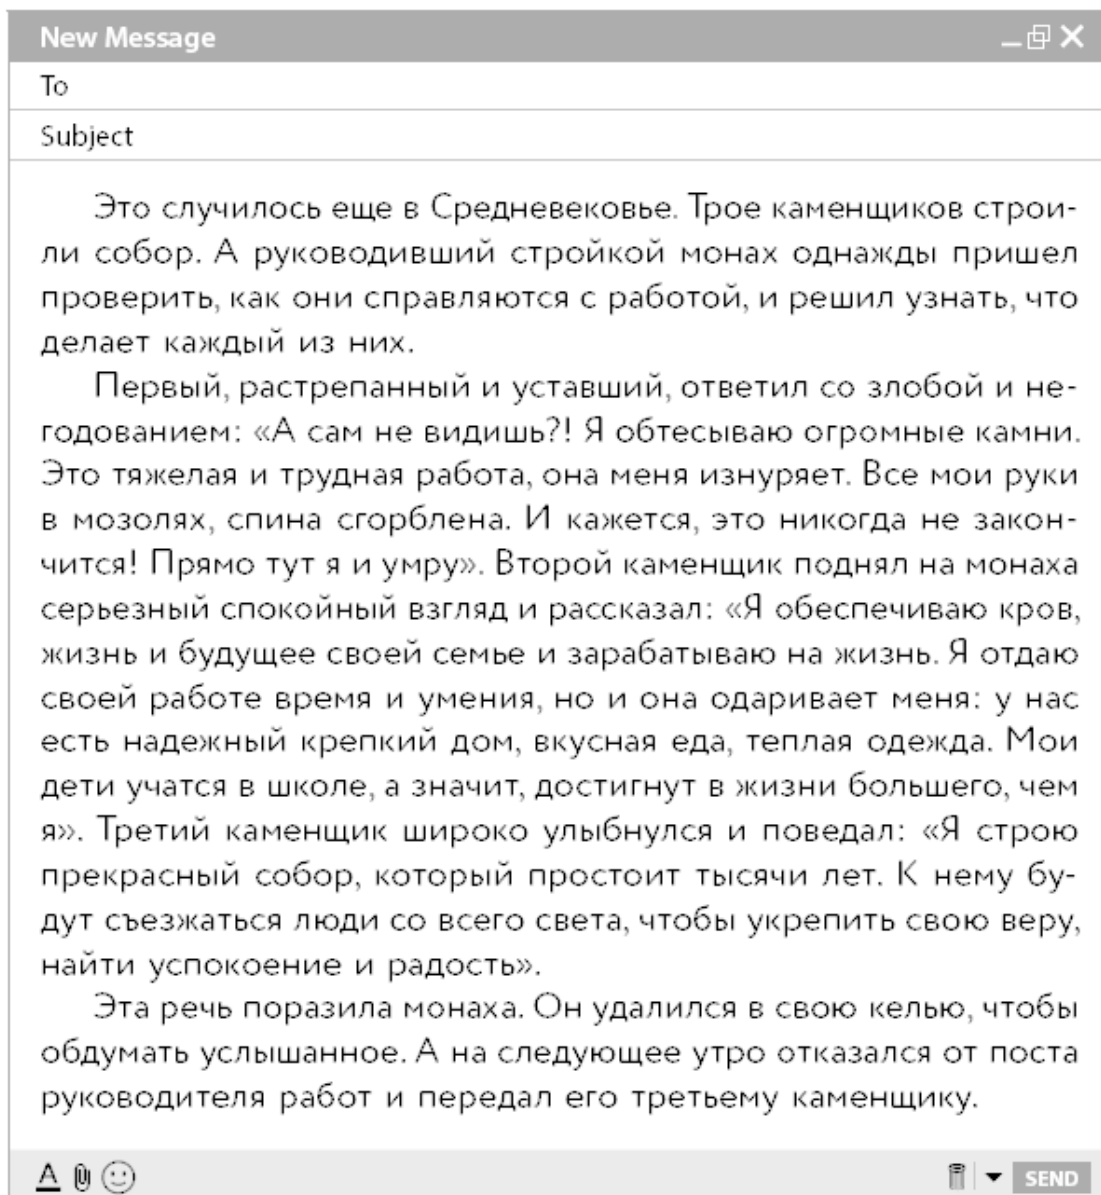 New Message
To
Subject
Это случилось еще в Средневековье. Трое каменщиков строи-
ли собор. А руководивший стройкой монах однажды пришел
проверить, как они справляются с работой, и решил узнать, что
делает каждый из них.
Первый, растрепанный и уставший, ответил со злобой и не-
годованием: «А сам не видишь?! Я обтесываю огромные камни.
Это тяжелая и трудная работа, она меня изнуряет. Все мои руки
в мозолях, спина сгорблена. И кажется, это никогда не закон-
чится! Прямо тут я и умру». Второй каменщик поднял на монаха
серьезный спокойный взгляд и рассказал: «Я обеспечиваю кров,
жизнь и будущее своей семье и зарабатываю на жизнь. Я отдаю
своей работе время и умения, но и она одаривает меня: у нас
есть надежный крепкий дом, вкусная еда, теплая одежда. Мои
дети учатся в школе, а значит, достигнут в жизни большего, чем
я». Третий каменщик широко улыбнулся и поведал: «Я строю
прекрасный собор, который простоит тысячи лет. К нему бу-
дут съезжаться люди со всего света, чтобы укрепить свою веру,
найти успокоение и радость».
Эта речь поразила монаха. Он удалился в свою келью, чтобы
обдумать услышанное. А на следующее утро отказался от поста
руководителя работ и передал его третьему каменщику.
A SEND